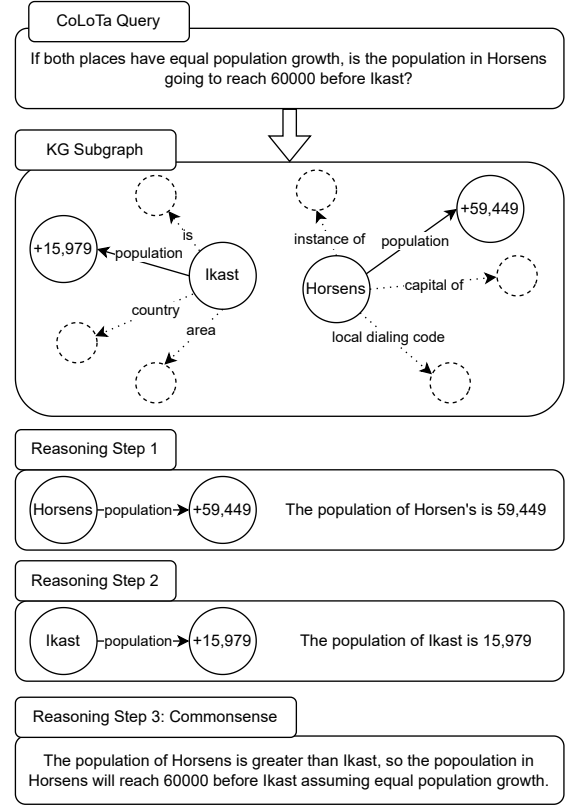 CoLoTa Query
If both places have equal population growth, is the population in Horsens
going to reach 60000 before Ikast?
KG Subgraph
+15,979
population
is
Ikast
country
area
instance of
population
+59,449
Horsens
capital of
local dialing code
Reasoning Step 1
Horsens
population
+59,449
The population of Horsen's is 59,449
Reasoning Step 2
Ikast
population
+15,979
The population of Ikast is 15,979
Reasoning Step 3: Commonsense
The population of Horsens is greater than Ikast, so the popoulation in
Horsens will reach 60000 before Ikast assuming equal population growth.